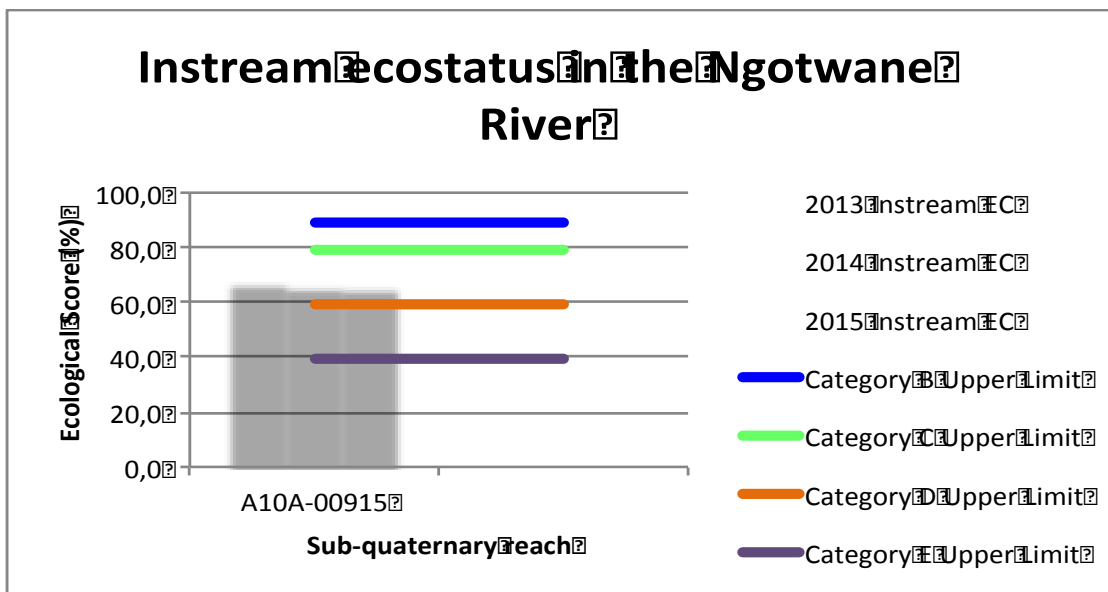 Instream ecostatus in the Ngotwane
River
Ecological Score (%)
100,0
80,0
60,0
40,0
20,0
0,0
A10A-00915
Sub-quaternary reach
2013 Instream EC
2014 Instream EC
2015 Instream EC
Category B Upper Limit
Category C Upper Limit
Category D Upper Limit
Category E Upper Limit